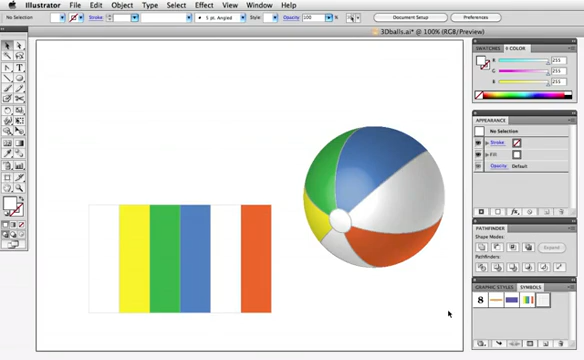 Illustrator File Edit Object Type Select Effect View Window Help
No Selection Stroke: 5 pt. Angled Style: Opacity: 100 % Document Setup Preferences
3Dballs.ai* @ 100% (RGB/Preview)
SWATCHES COLOR
R 255
G 255
B 255
APPEARANCE
No Selection
Stroke:
Fill:
Opacity: Default
PATHFINDER
Shape Modes:
Expand
Pathfinders:
GRAPHIC STYLES SYMBOLS
8